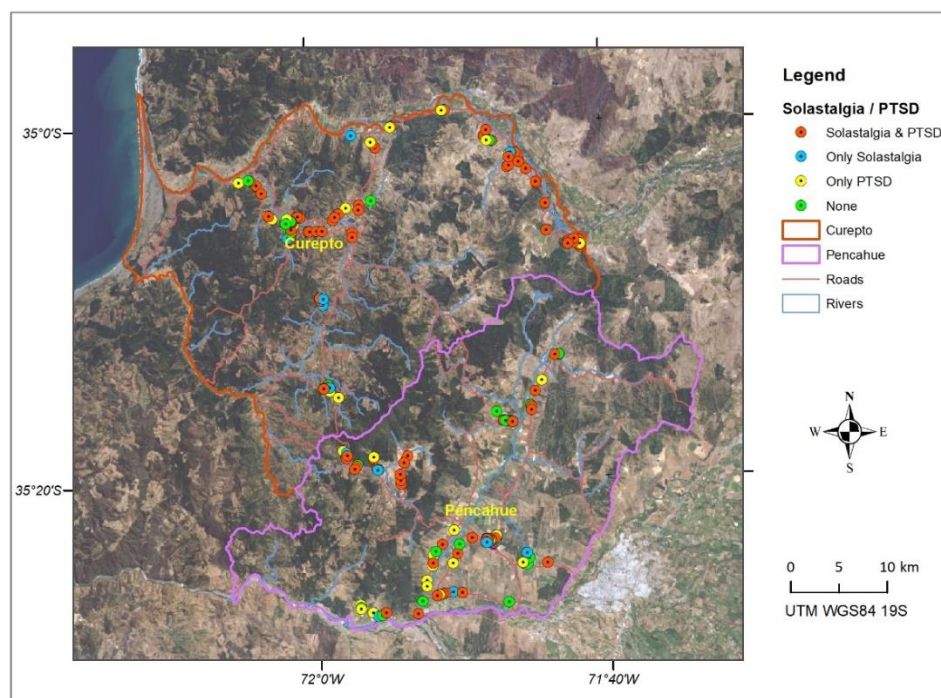 Legend
Solastalgia / PTSD
Solastalgia & PTSD
Only Solastalgia
Only PTSD
None
Curepto
Pencahue
Roads
Rivers
N
W E
S
0 5 10 km
UTM WGS84 19S
35°0'S
35°20'S
72°0'W
71°40'W
Curepto
Pencahue